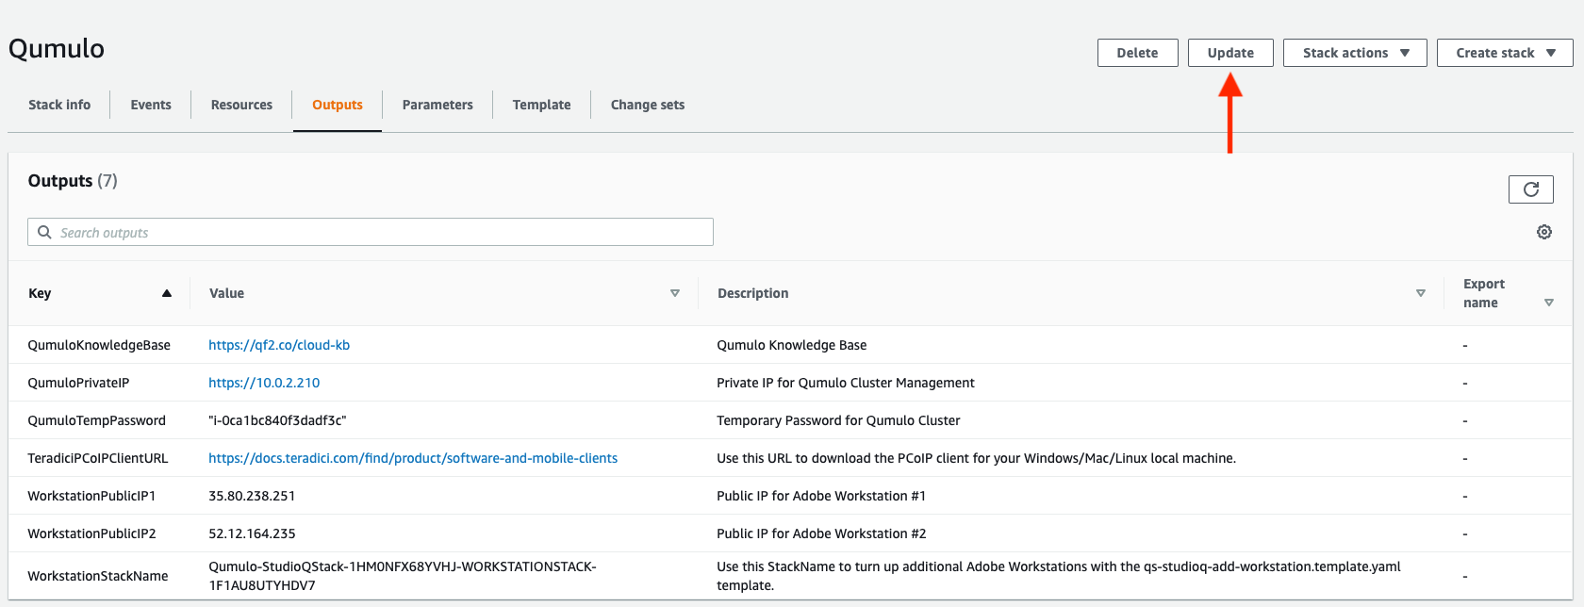 Qumulo
Delete
Update
Stack actions
Create stack
Stack info
Events
Resources
Outputs
Parameters
Template
Change sets
Outputs (7)
Search outputs
Key
Value
Description
Export
name
QumuloKnowledgeBase https://qf2.co/cloud-kb Qumulo Knowledge Base -
QumuloPrivateIP https://10.0.2.210 Private IP for Qumulo Cluster Management -
QumuloTempPassword "i-0ca1bc840f3dadf3c" Temporary Password for Qumulo Cluster -
TeradiciPCoIPClientURL https://docs.teradici.com/find/product/software-and-mobile-clients Use this URL to download the PCoIP client for your Windows/Mac/Linux local machine. -
WorkstationPublicIP1 35.80.238.251 Public IP for Adobe Workstation #1 -
WorkstationPublicIP2 52.12.164.235 Public IP for Adobe Workstation #2 -
WorkstationStackName
Qumulo-StudioQStack-1HM0NFX68YVHJ-WORKSTATIONSTACK-
1F1AU8UTYHDV7
Use this StackName to turn up additional Adobe Workstations with the qs-studioq-add-workstation.template.yaml
template.
-